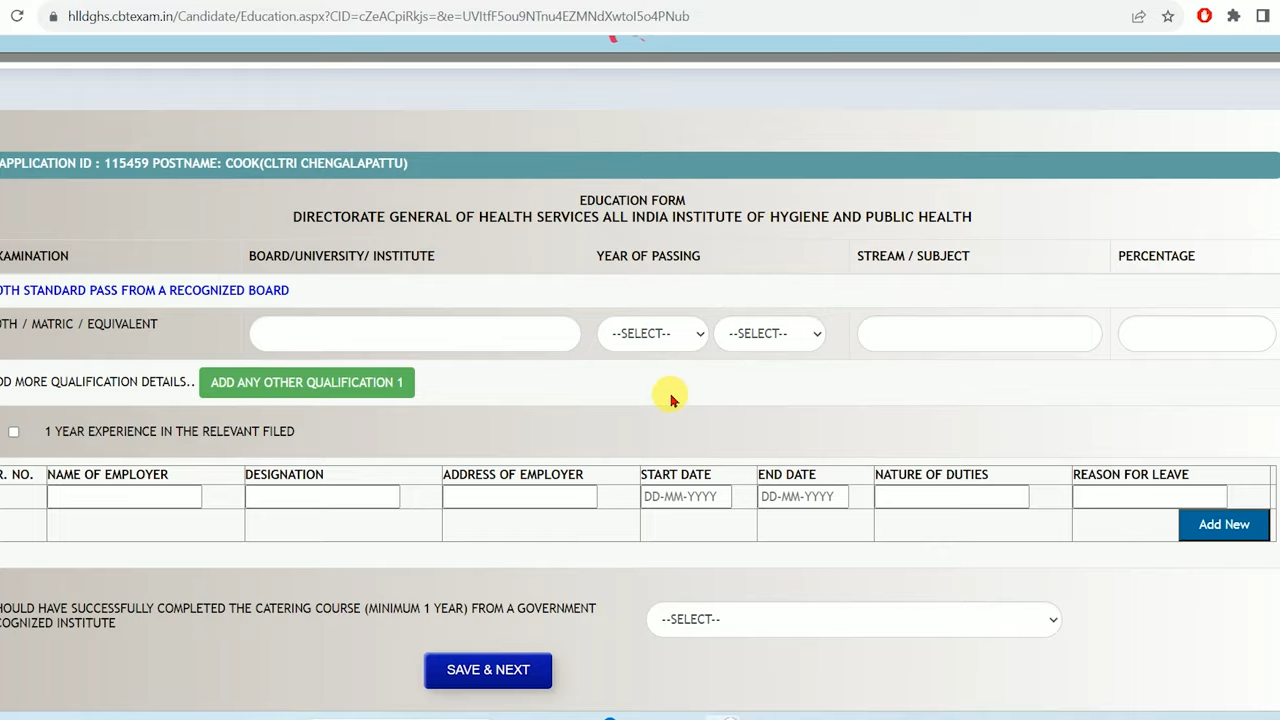 hlldghs.cbtexam.in/Candidate/Education.aspx?CID=cZeACpiRkjs=&e=UVItfF5ou9NTnu4EZMNdXwtoI5o4PNub
APPLICATION ID : 115459 POSTNAME: COOK(CLTRI CHENGALAPATTU)
EDUCATION FORM
DIRECTORATE GENERAL OF HEALTH SERVICES ALL INDIA INSTITUTE OF HYGIENE AND PUBLIC HEALTH
XAMINATION BOARD/UNIVERSITY/ INSTITUTE YEAR OF PASSING STREAM / SUBJECT PERCENTAGE
0TH STANDARD PASS FROM A RECOGNIZED BOARD
0TH / MATRIC / EQUIVALENT --SELECT-- --SELECT--
DD MORE QUALIFICATION DETAILS.. ADD ANY OTHER QUALIFICATION 1
1 YEAR EXPERIENCE IN THE RELEVANT FILED
R. NO. NAME OF EMPLOYER DESIGNATION ADDRESS OF EMPLOYER START DATE END DATE NATURE OF DUTIES REASON FOR LEAVE
DD-MM-YYYY DD-MM-YYYY
Add New
HOULD HAVE SUCCESSFULLY COMPLETED THE CATERING COURSE (MINIMUM 1 YEAR) FROM A GOVERNMENT
COGNIZED INSTITUTE
--SELECT--
SAVE & NEXT